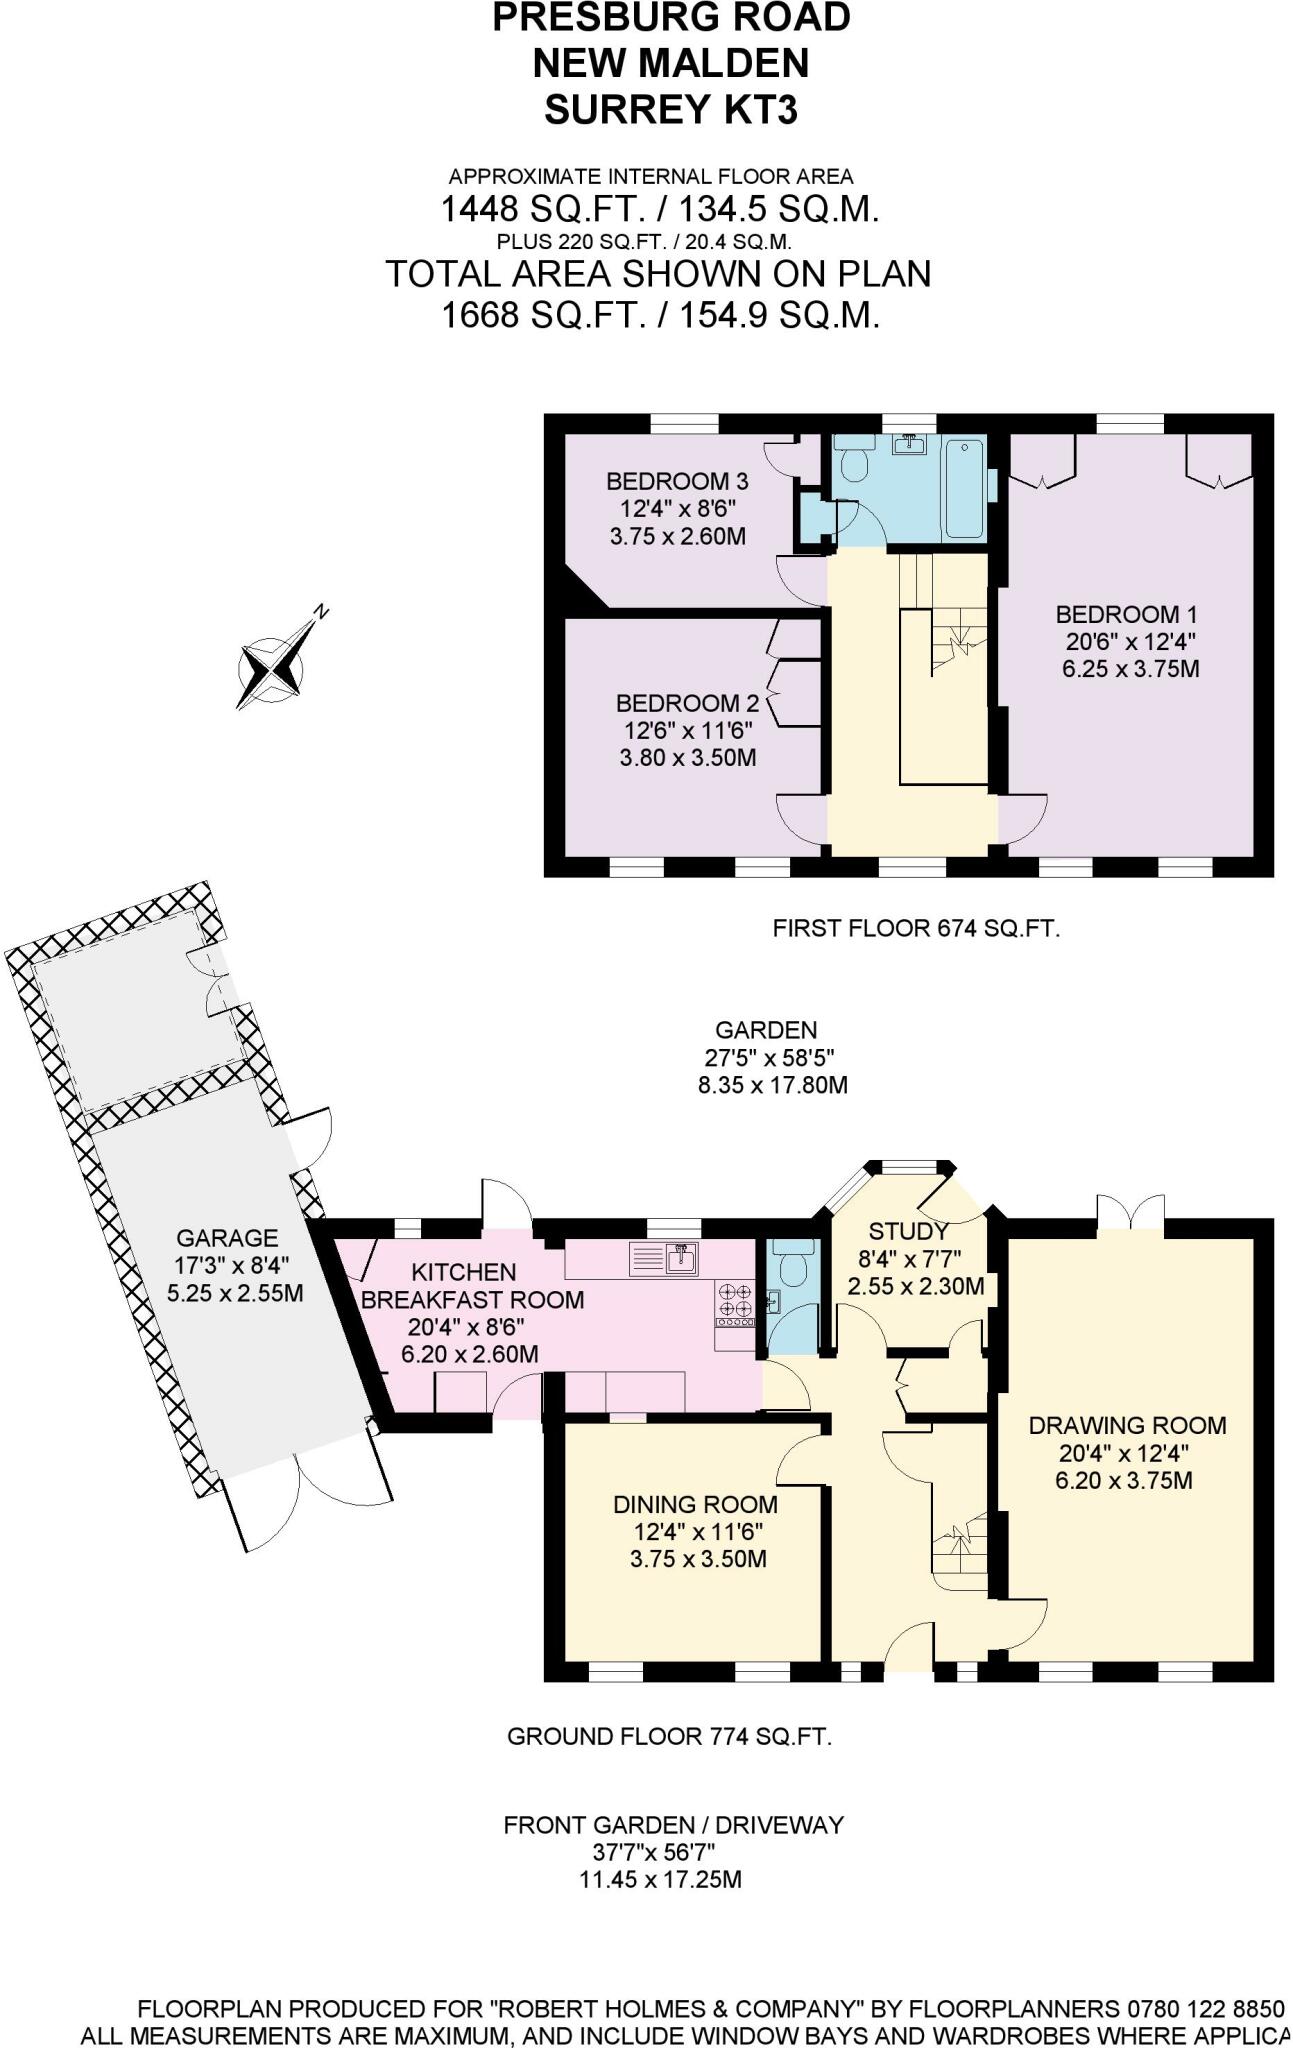 PRESBURG ROAD
NEW MALDEN
SURREY KT3
APPROXIMATE INTERNAL FLOOR AREA
1448 SQ.FT. / 134.5 SQ.M.
PLUS 220 SQ.FT. / 20.4 SQ.M.
TOTAL AREA SHOWN ON PLAN
1668 SQ.FT. / 154.9 SQ.M.
BEDROOM 3
12'4" x 8'6"
3.75 x 2.60M
N
BEDROOM 1
20'6" x 12'4"
6.25 x 3.75M
BEDROOM 2
12'6" x 11'6"
3.80 x 3.50M
FIRST FLOOR 674 SQ.FT.
GARDEN
27'5" x 58'5"
8.35 x 17.80M
GARAGE
17'3" x 8'4"
5.25 x 2.55M
KITCHEN
BREAKFAST ROOM
20'4" x 8'6"
6.20 x 2.60M
STUDY
8'4" x 7'7"
2.55 x 2.30M
DRAWING ROOM
20'4" x 12'4"
6.20 x 3.75M
DINING ROOM
12'4" x 11'6"
3.75 x 3.50M
GROUND FLOOR 774 SQ.FT.
FRONT GARDEN / DRIVEWAY
37'7"x 56'7"
11.45 x 17.25M
FLOORPLAN PRODUCED FOR "ROBERT HOLMES & COMPANY" BY FLOORPLANNERS 0780 122 8850
ALL MEASUREMENTS ARE MAXIMUM, AND INCLUDE WINDOW BAYS AND WARDROBES WHERE